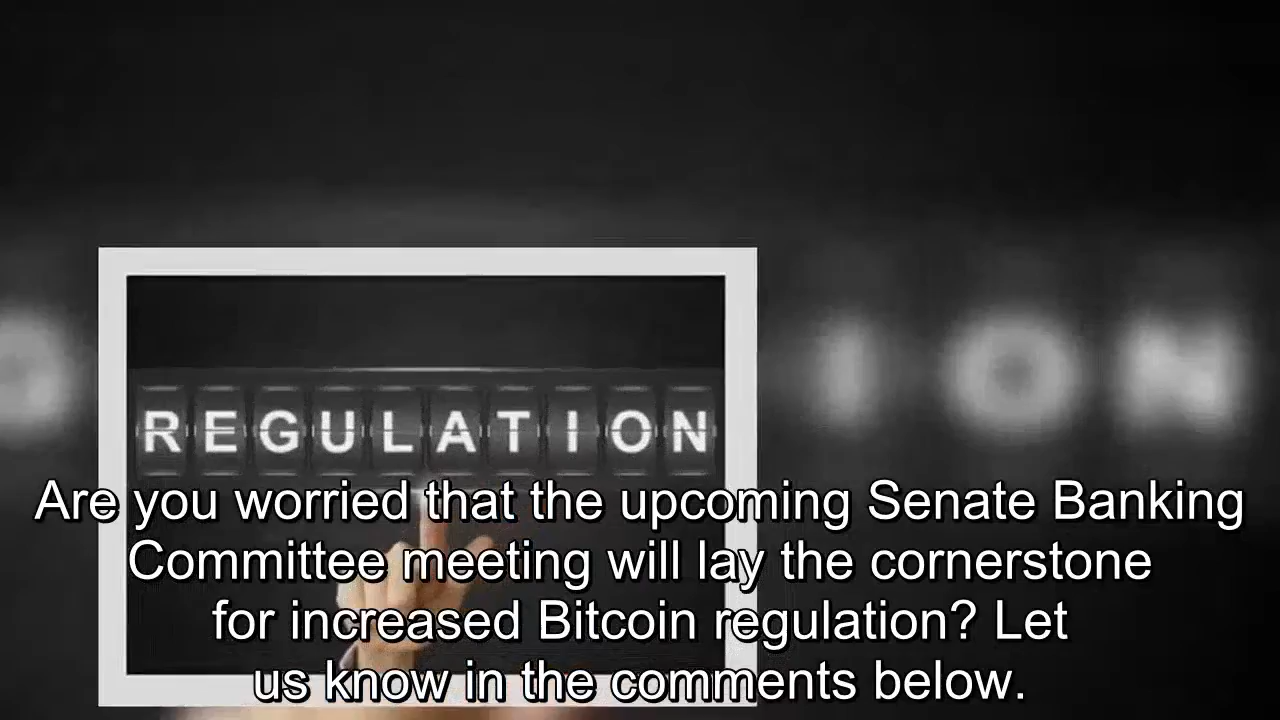 REGULATION
ION
Are you worried that the upcoming Senate Banking
Committee meeting will lay the cornerstone
for increased Bitcoin regulation? Let
us know in the comments below.